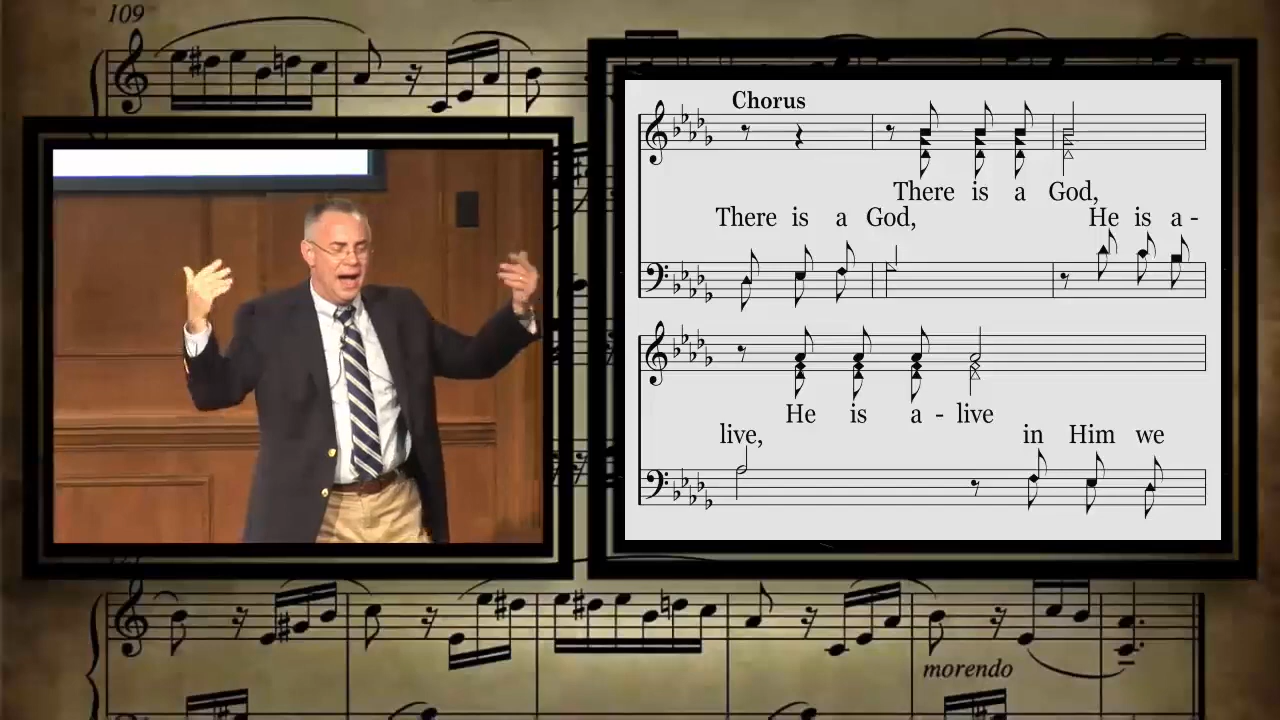 109
Chorus
There is a God,
There is a God, He is a -
He is a - live
live, in Him we
morendo